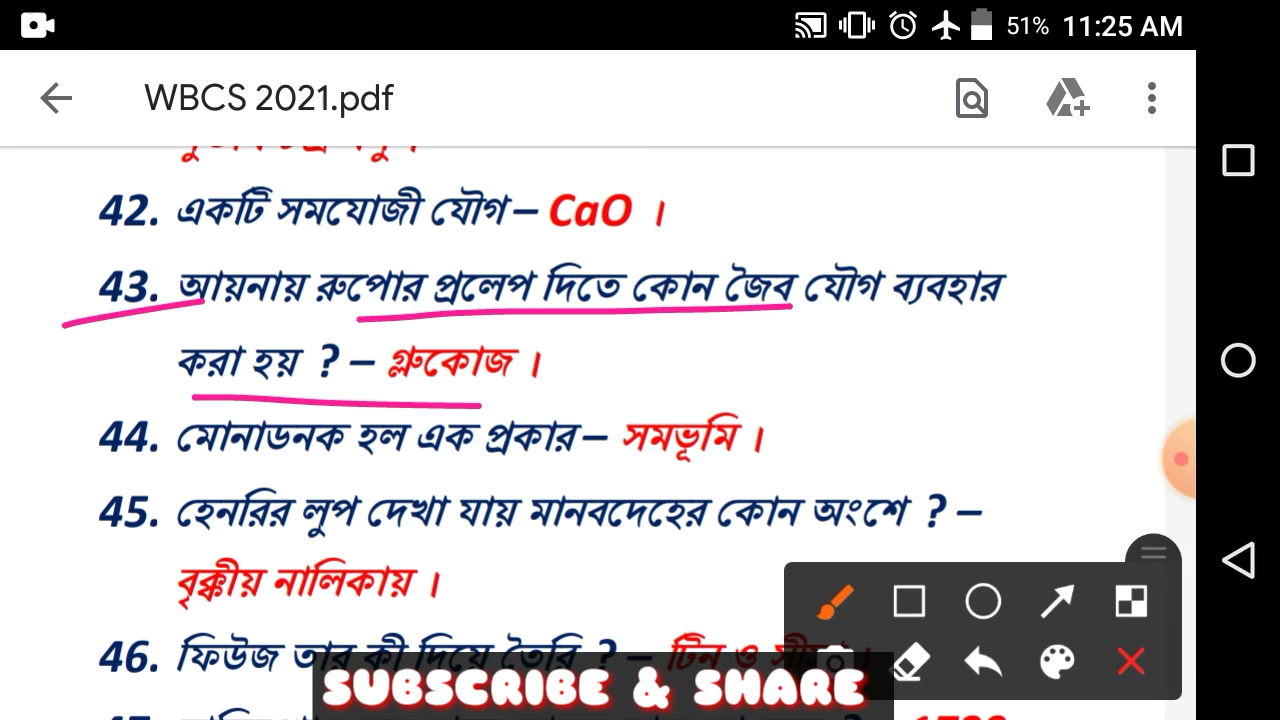 51% 11:25 AM
WBCS 2021.pdf
42. একটি সমযোজী যৌগ – CaO ।
43. আয়নায় রুপোর প্রলেপ দিতে কোন জৈব যৌগ ব্যবহার
করা হয় ? – গ্লুকোজ ।
44. মোনাডনক হল এক প্রকার – সমভূমি ।
45. হেনরির লুপ দেখা যায় মানবদেহের কোন অংশে ? –
বৃক্কীয় নালিকায় ।
46. ফিউজ তার কী দিয়ে তৈরি ? – টিন ও সীসা ।
SUBSCRIBE & SHARE